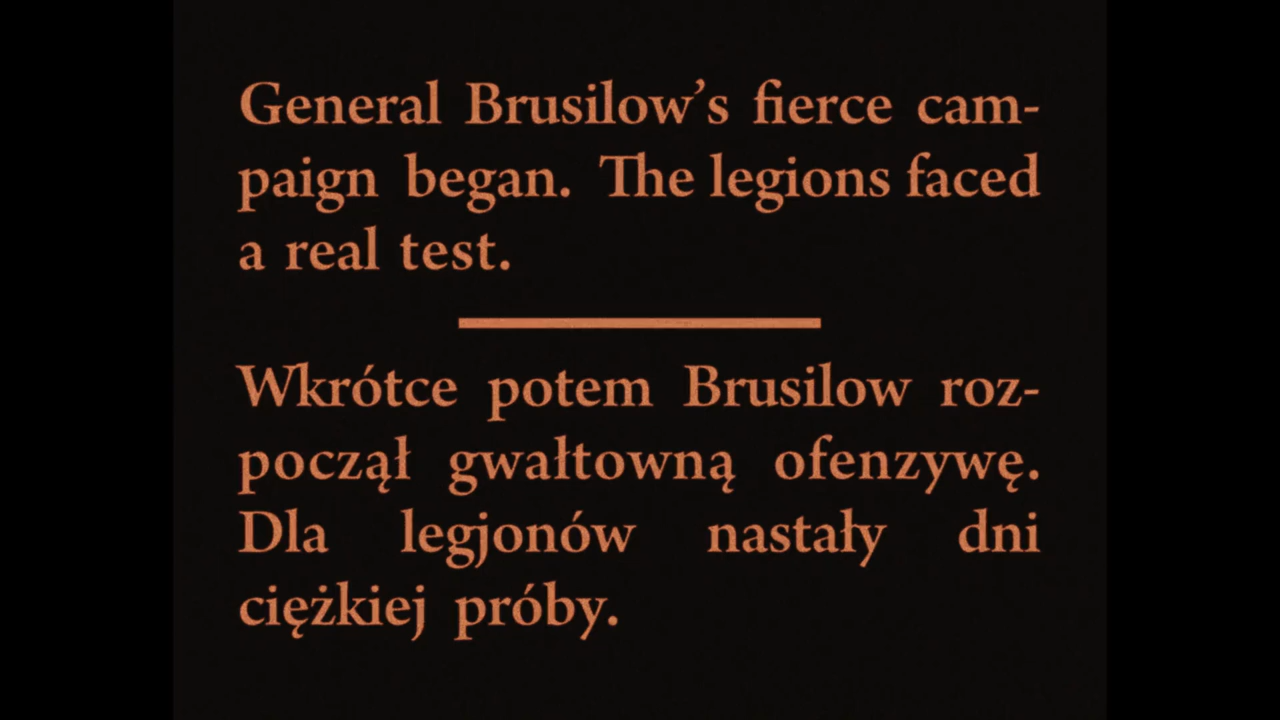 General Brusilow’s fierce cam-
paign began. The legions faced
a real test.
Wkrótce potem Brusilow roz-
począł gwałtowną ofenzywę.
Dla legjonów nastały dni
ciężkiej próby.